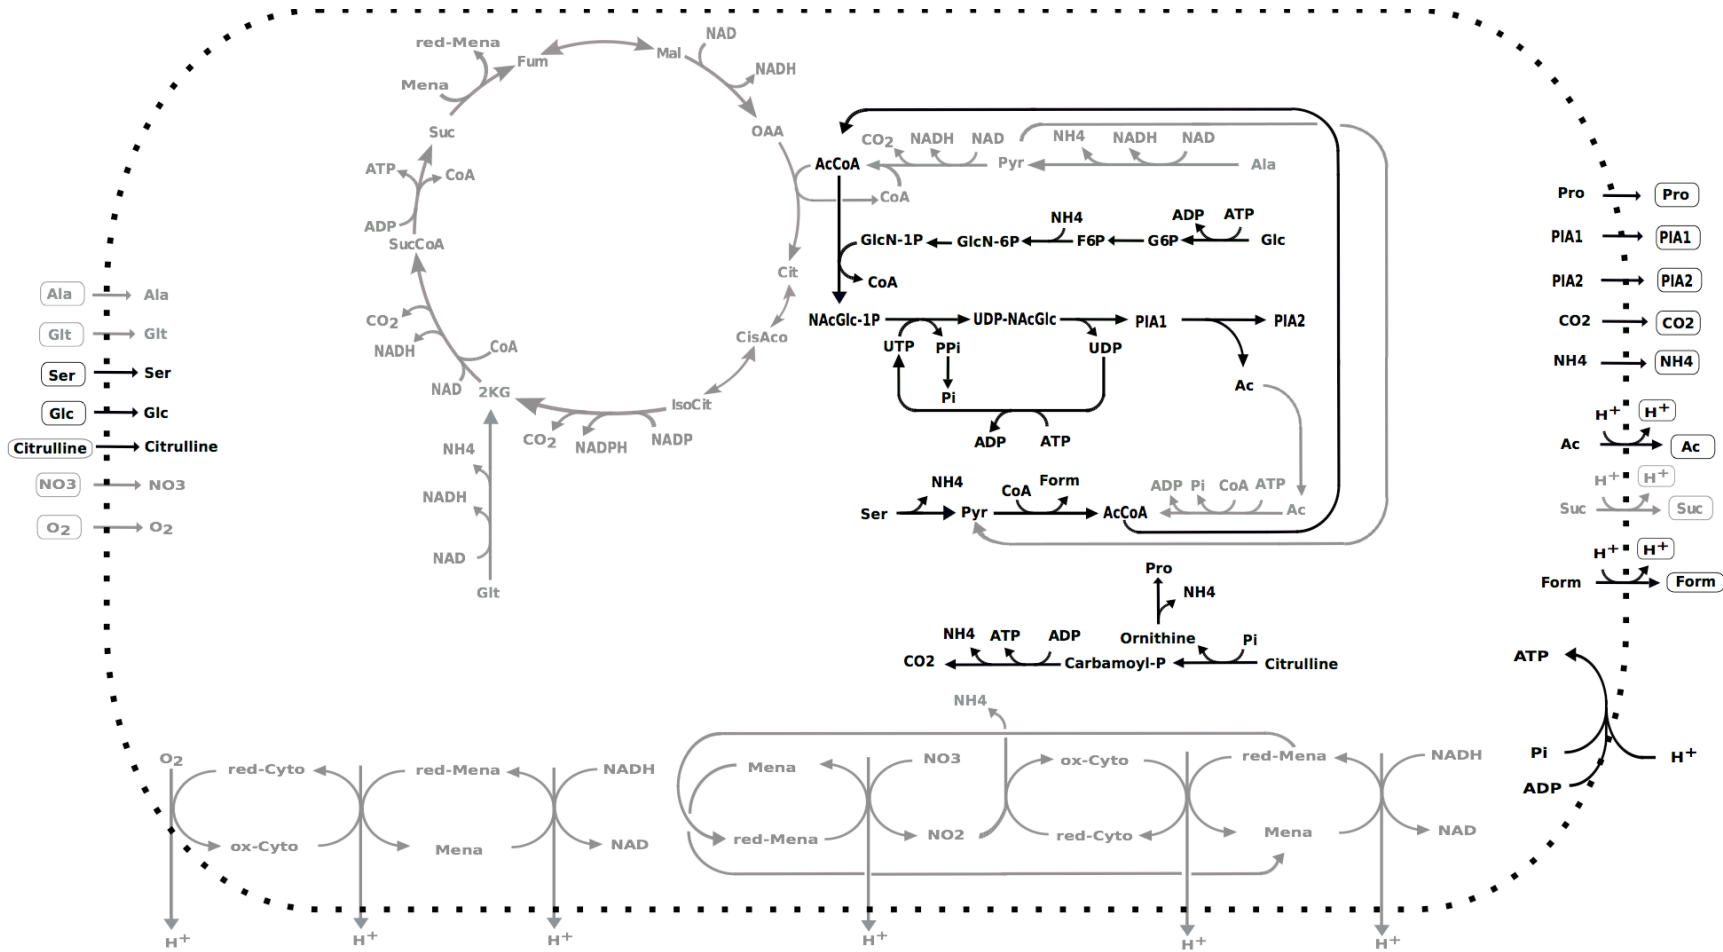 red-Mena
Fum
Mal
NAD
NADH
Mena
Suc
OAA
ATP
CoA
ADP
SucCoA
Cit
CO2
NADH
CoA
NAD
2KG
CisAco
IsoCit
CO2
NADPH
NADP
NH4
NADH
NAD
Glt
CO2
NADH
NAD
NH4
NADH
NAD
AcCoA
Pyr
Ala
CoA
GlcN-1P
GlcN-6P
NH4
F6P
G6P
ADP
ATP
Glc
CoA
NAcGlc-1P
UDP-NAcGlc
PIA1
PIA2
UTP
PPi
UDP
Pi
Ac
ADP
ATP
NH4
CoA
Form
ADP
Pi
CoA
ATP
Ser
Pyr
AcCoA
Ac
Pro
NH4
Ornithine
Pi
NH4
ATP
ADP
CO2
Carbamoyl-P
Citrulline
Ala
Ala
Glt
Glt
Ser
Ser
Glc
Glc
Citrulline
Citrulline
NO3
NO3
O2
O2
Pro
Pro
PIA1
PIA1
PIA2
PIA2
CO2
CO2
NH4
NH4
H+
H+
Ac
Ac
H+
H+
Suc
Suc
H+
H+
Form
Form
ATP
Pi
H+
ADP
O2
red-Cyto
red-Mena
NADH
ox-Cyto
Mena
NAD
H+
H+
H+
NH4
Mena
NO3
ox-Cyto
red-Mena
NADH
red-Mena
NO2
red-Cyto
Mena
NAD
H+
H+
H+